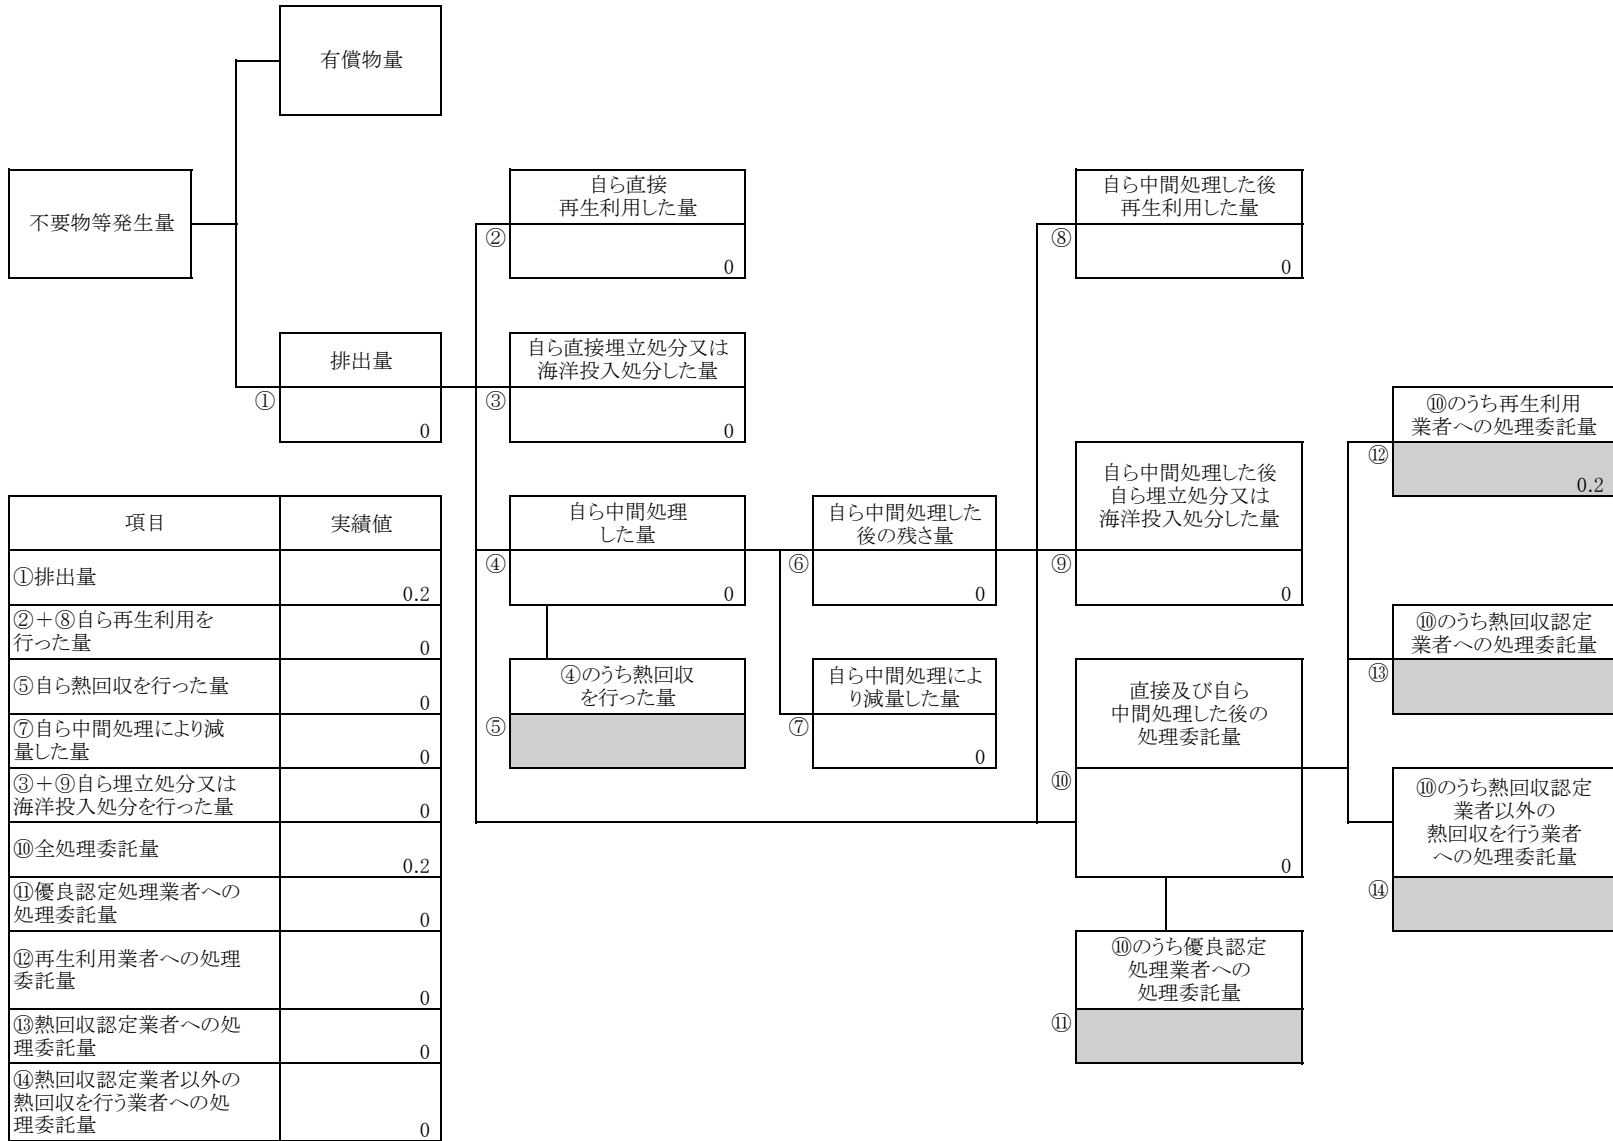 有償物量
不要物等発生量
自ら直接
再生利用した量
②
0
自ら中間処理した後
再生利用した量
⑧
0
排出量
①
0
自ら直接埋立処分又は
海洋投入処分した量
③
0
⑩のうち再生利用
業者への処理委託量
⑫
0.2
自ら中間処理
した量
④
0
自ら中間処理した
後の残さ量
⑥
0
自ら中間処理した後
自ら埋立処分又は
海洋投入処分した量
⑨
0
⑩のうち熱回収認定
業者への処理委託量
⑬
④のうち熱回収
を行った量
⑤
自ら中間処理によ
り減量した量
⑦
0
直接及び自ら
中間処理した後の
処理委託量
⑩
0
⑩のうち熱回収認定
業者以外の
熱回収を行う業者
への処理委託量
⑭
⑩のうち優良認定
処理業者への
処理委託量
⑪
項目 実績値
①排出量
0.2
②+⑧自ら再生利用を
行った量
0
⑤自ら熱回収を行った量
0
⑦自ら中間処理により減
量した量
0
③+⑨自ら埋立処分又は
海洋投入処分を行った量
0
⑩全処理委託量
0.2
⑪優良認定処理業者への
処理委託量
0
⑫再生利用業者への処理
委託量
0
⑬熱回収認定業者への処
理委託量
0
⑭熱回収認定業者以外の
熱回収を行う業者への処
理委託量
0